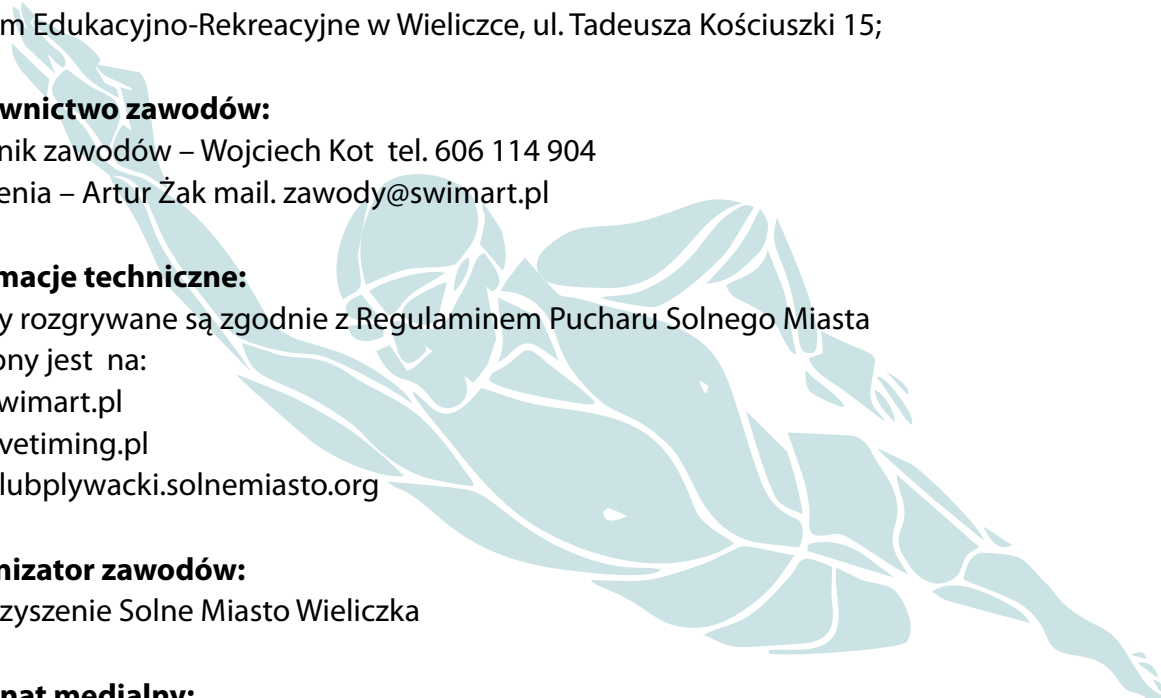 m Edukacyjno-Rekreacyjne w Wieliczce, ul. Tadeusza Kościuszki 15;
wnictwo zawodów:
nik zawodów – Wojciech Kot tel. 606 114 904
enia – Artur Żak mail. zawody@swimart.pl
macje techniczne:
y rozgrywane są zgodnie z Regulaminem Pucharu Solnego Miasta
ony jest na:
wimart.pl
vetiming.pl
lubplywacki.solnemiasto.org
nizator zawodów:
zyszenie Solne Miasto Wieliczka
nat medialny: